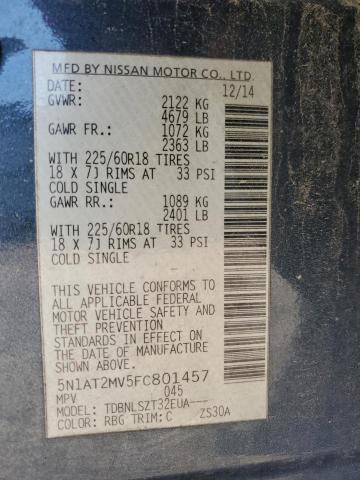 MFD BY NISSAN MOTOR CO., LTD.
DATE: 12/14
GVWR: 2122 KG
4679 LB
GAWR FR.: 1072 KG
2363 LB
WITH 225/60R18 TIRES
18 X 7J RIMS AT 33 PSI
COLD SINGLE
GAWR RR.: 1089 KG
2401 LB
WITH 225/60R18 TIRES
18 X 7J RIMS AT 33 PSI
COLD SINGLE
THIS VEHICLE CONFORMS TO
ALL APPLICABLE FEDERAL
MOTOR VEHICLE SAFETY AND
THEFT PREVENTION
STANDARDS IN EFFECT ON
THE DATE OF MANUFACTURE
SHOWN ABOVE.
5N1AT2MV5FC801457
MPV 045
MODEL: TDBNLSZT32EUA----
COLOR: RBG TRIM:C ZS30A